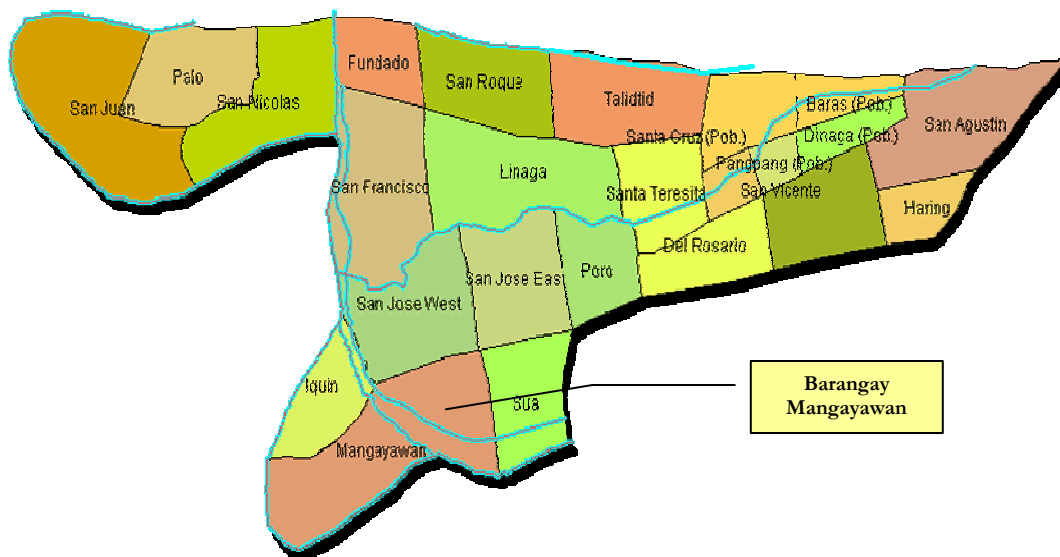 Fundado
San Roque
Palo
San Juan
San Nicolas
Talidtid
Baras (Pob.)
San Agustin
Santa Cruz (Pob.)
Dinaga (Pob.)
Pandpang (Pob.)
Linaga
San Francisco
Santa Teresita
San Vicente
Haring
Del Rosario
San Jose East
Poro
San Jose West
Iquin
Sua
Mangayawan
Barangay
Mangayawan